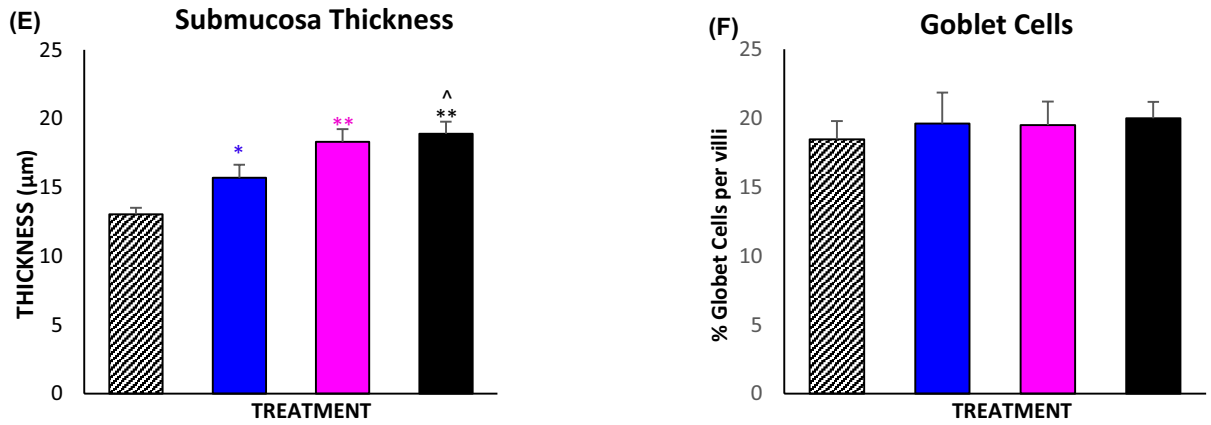 (E)
Submucosa Thickness
25
20
15
10
5
0
THICKNESS (µm)
*
**
^
**
TREATMENT
(F)
Goblet Cells
25
20
15
10
5
0
% Globet Cells per villi
TREATMENT